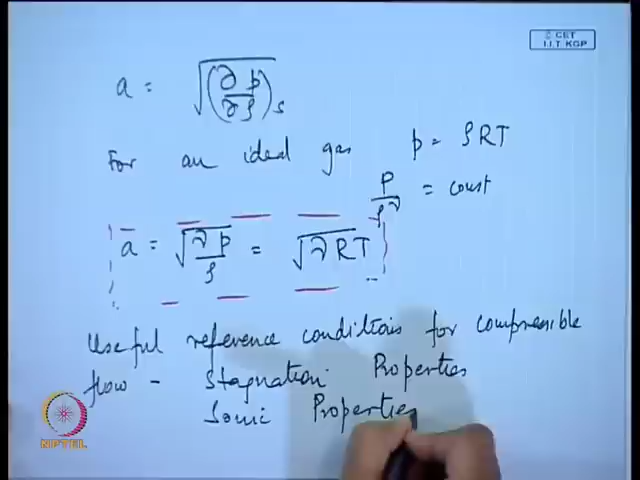 © CET
I.I.T KGP
a = √(∂p/∂ρ)s
For an ideal gas p = ρRT
p/ρ^γ = const
a = √(γp/ρ) = √(γRT)
Useful reference conditions for compressible
flow - Stagnation Properties
Sonic Properties
NPTEL